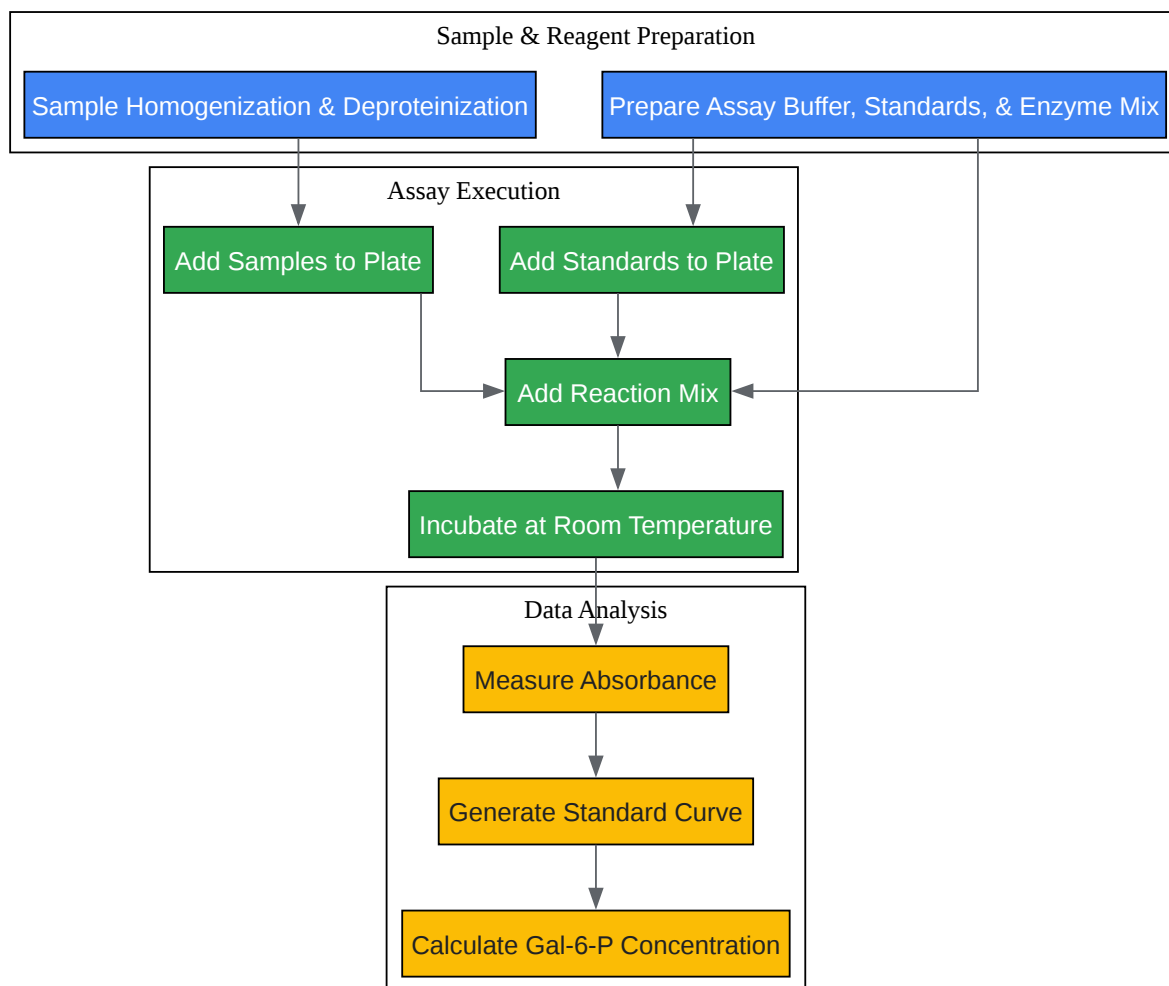 Sample & Reagent Preparation
Sample Homogenization & Deproteinization
Prepare Assay Buffer, Standards, & Enzyme Mix
Assay Execution
Add Samples to Plate
Add Standards to Plate
Add Reaction Mix
Incubate at Room Temperature
Data Analysis
Measure Absorbance
Generate Standard Curve
Calculate Gal-6-P Concentration